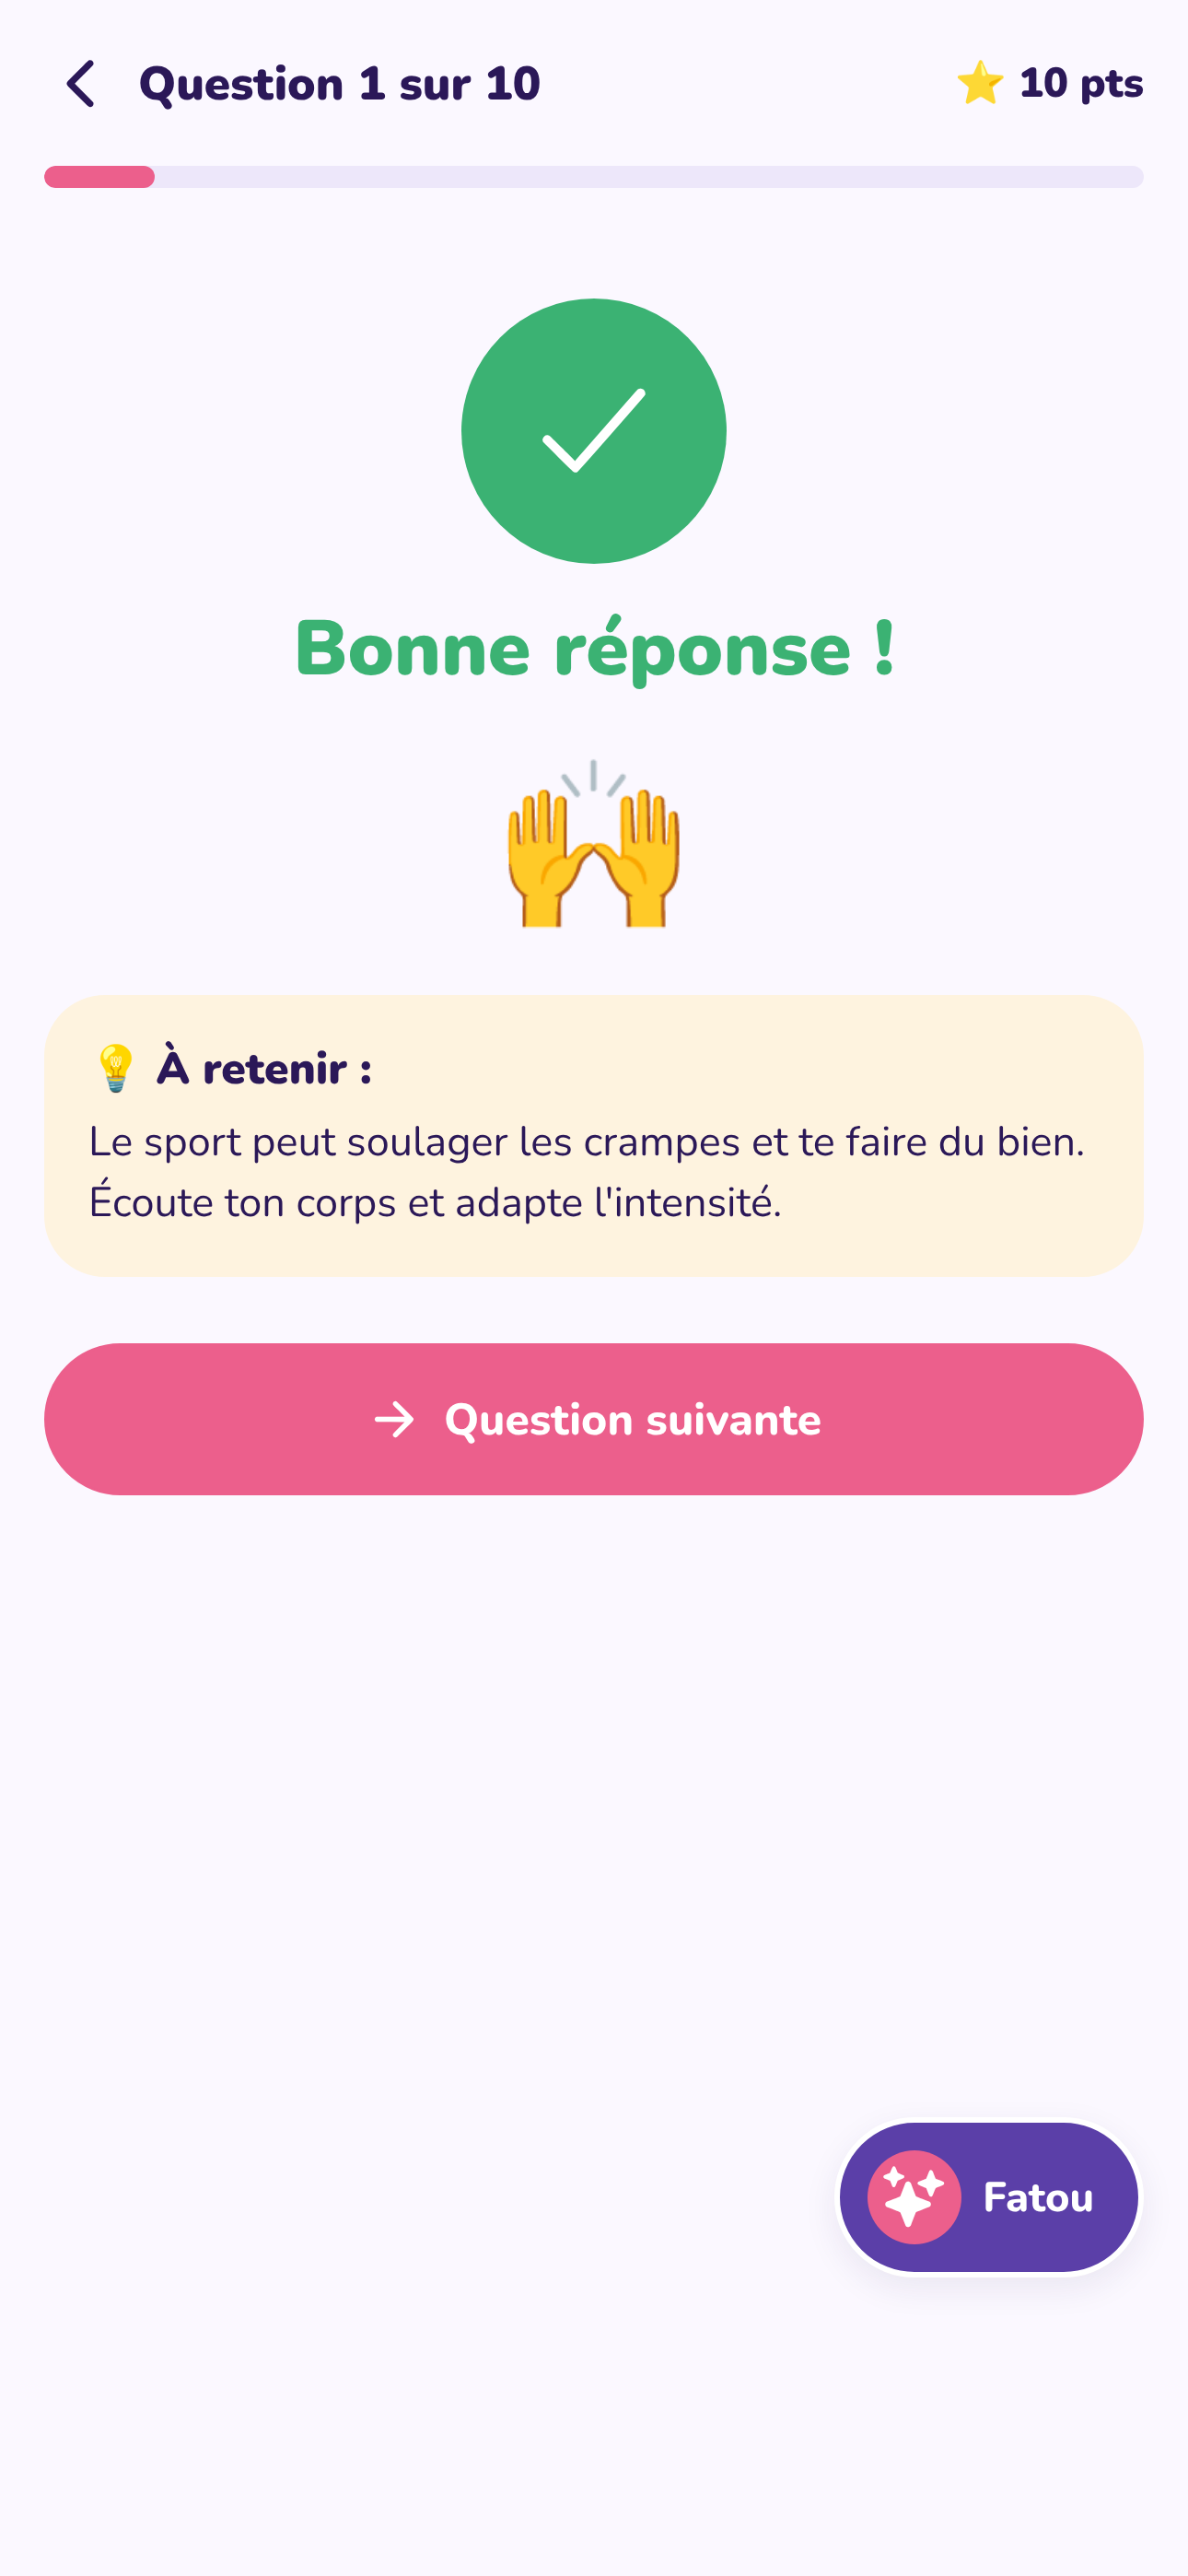 Question 1 sur 10
⭐ 10 pts
Bonne réponse !
💡 À retenir :
Le sport peut soulager les crampes et te faire du bien.
Écoute ton corps et adapte l'intensité.
→ Question suivante
Fatou